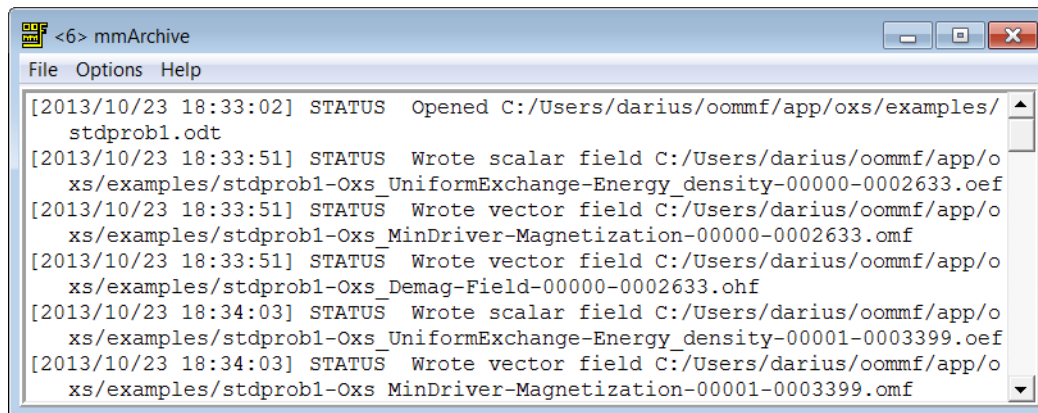 <6> mmArchive
File Options Help
[2013/10/23 18:33:02] STATUS Opened C:/Users/darius/oommf/app/oxs/examples/
stdprob1.odt
[2013/10/23 18:33:51] STATUS Wrote scalar field C:/Users/darius/oommf/app/o
xs/examples/stdprob1-Oxs_UniformExchange-Energy_density-00000-0002633.oef
[2013/10/23 18:33:51] STATUS Wrote vector field C:/Users/darius/oommf/app/o
xs/examples/stdprob1-Oxs_MinDriver-Magnetization-00000-0002633.omf
[2013/10/23 18:33:51] STATUS Wrote vector field C:/Users/darius/oommf/app/o
xs/examples/stdprob1-Oxs_Demag-Field-00000-0002633.ohf
[2013/10/23 18:34:03] STATUS Wrote scalar field C:/Users/darius/oommf/app/o
xs/examples/stdprob1-Oxs_UniformExchange-Energy_density-00001-0003399.oef
[2013/10/23 18:34:03] STATUS Wrote vector field C:/Users/darius/oommf/app/o
xs/examples/stdprob1-Oxs_MinDriver-Magnetization-00001-0003399.omf